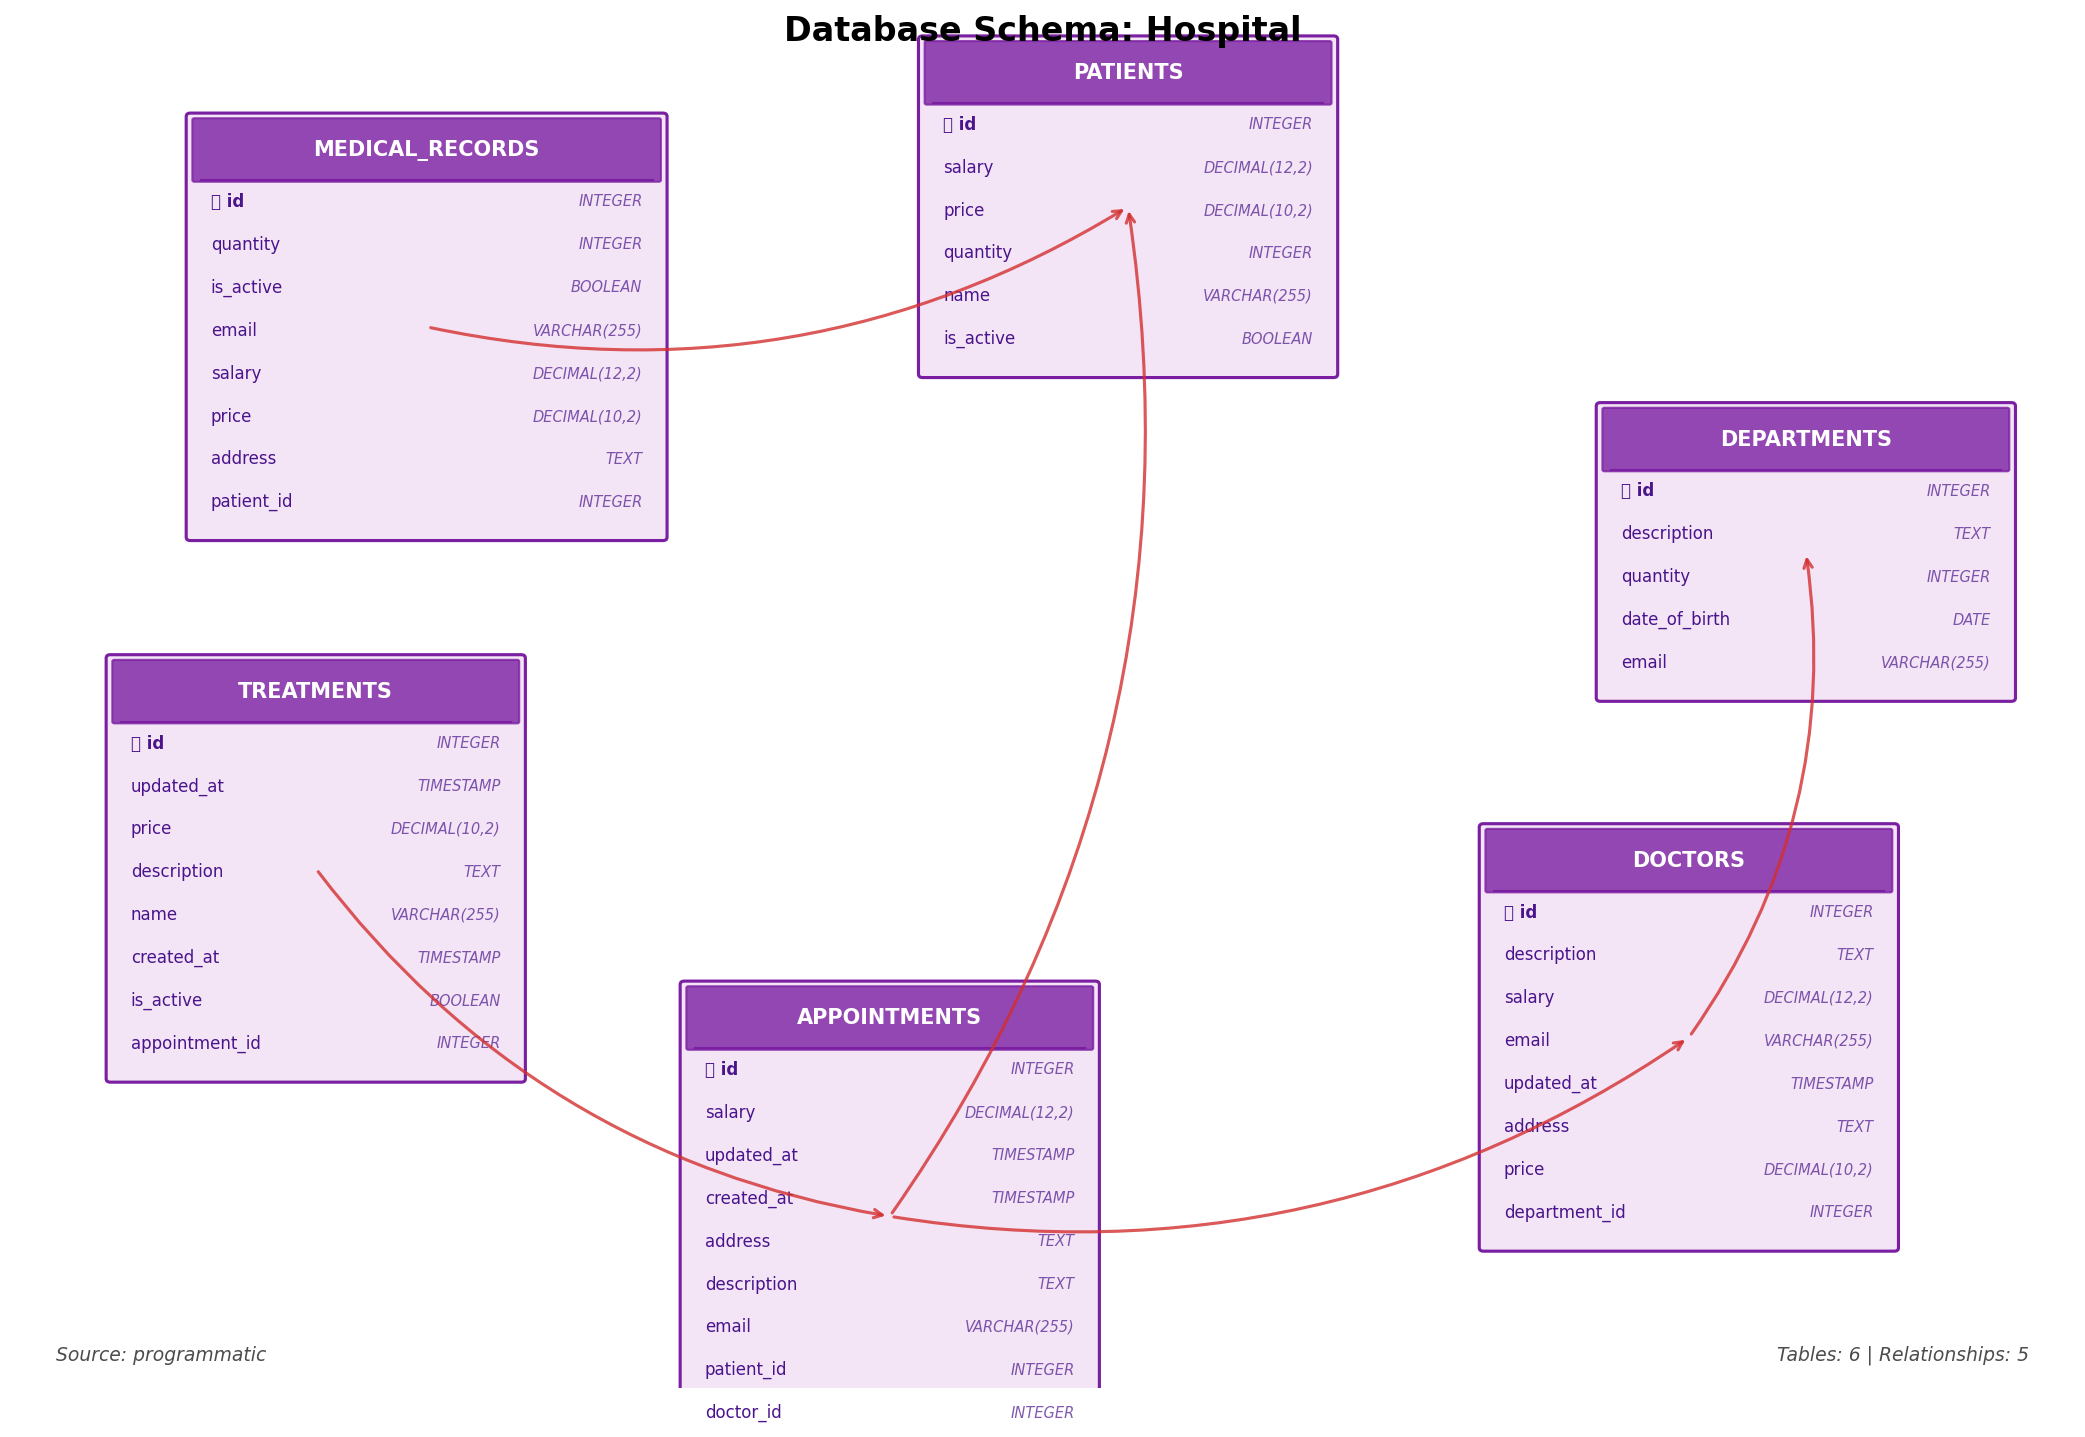 Database Schema: Hospital
PATIENTS
id INTEGER
salary DECIMAL(12,2)
price DECIMAL(10,2)
quantity INTEGER
name VARCHAR(255)
is_active BOOLEAN
MEDICAL_RECORDS
id INTEGER
quantity INTEGER
is_active BOOLEAN
email VARCHAR(255)
salary DECIMAL(12,2)
price DECIMAL(10,2)
address TEXT
patient_id INTEGER
DEPARTMENTS
id INTEGER
description TEXT
quantity INTEGER
date_of_birth DATE
email VARCHAR(255)
TREATMENTS
id INTEGER
updated_at TIMESTAMP
price DECIMAL(10,2)
description TEXT
name VARCHAR(255)
created_at TIMESTAMP
is_active BOOLEAN
appointment_id INTEGER
DOCTORS
id INTEGER
description TEXT
salary DECIMAL(12,2)
email VARCHAR(255)
updated_at TIMESTAMP
address TEXT
price DECIMAL(10,2)
department_id INTEGER
APPOINTMENTS
id INTEGER
salary DECIMAL(12,2)
updated_at TIMESTAMP
created_at TIMESTAMP
address TEXT
description TEXT
email VARCHAR(255)
patient_id INTEGER
doctor_id INTEGER
Source: programmatic
Tables: 6 | Relationships: 5